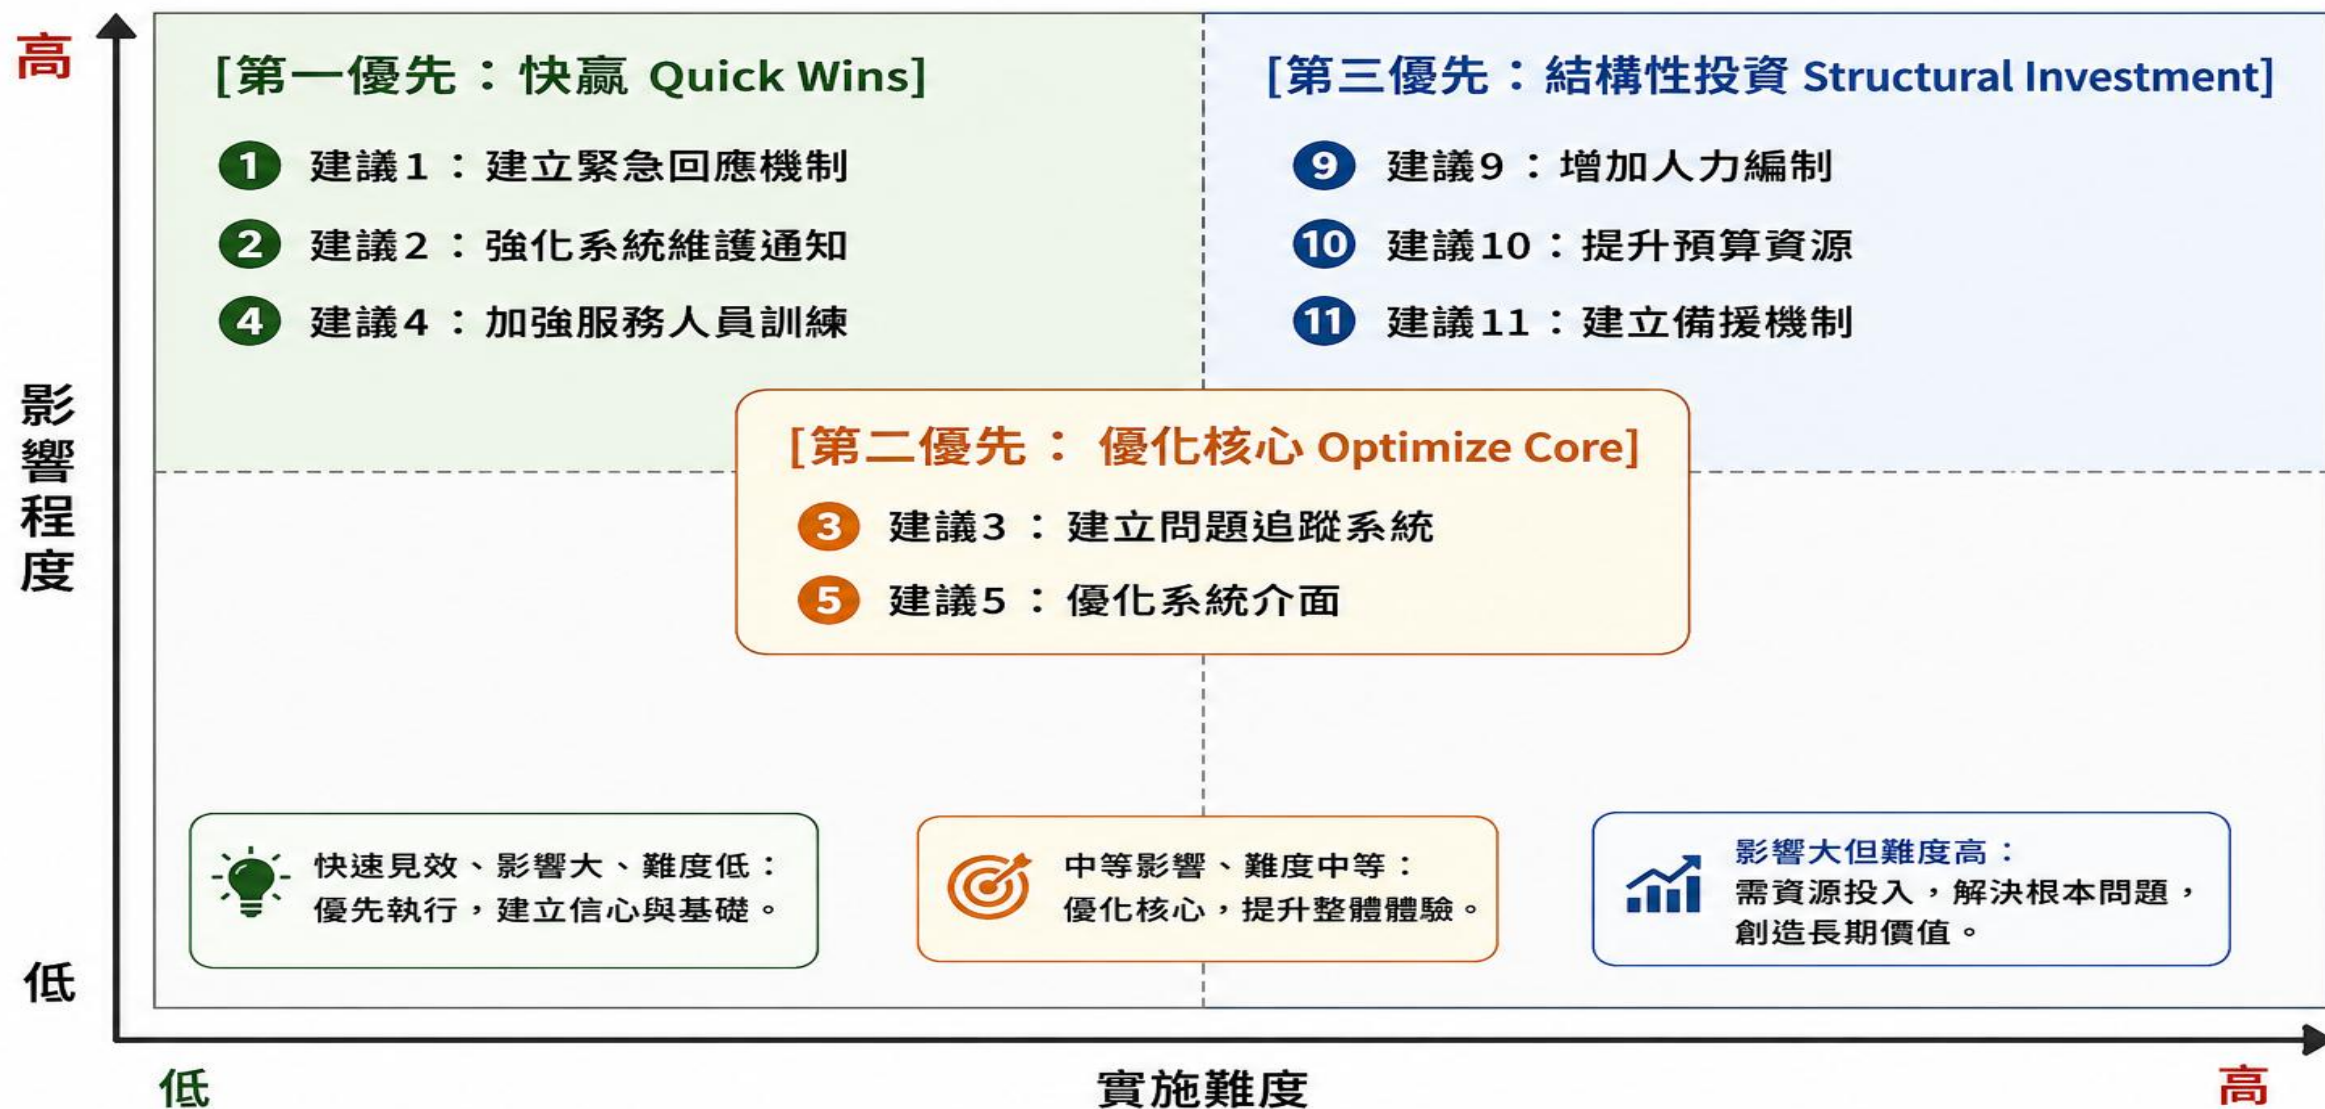 高
[第一優先：快贏 Quick Wins]
1 建議1：建立緊急回應機制
2 建議2：強化系統維護通知
4 建議4：加強服務人員訓練
[第三優先：結構性投資 Structural Investment]
9 建議9：增加人力編制
10 建議10：提升預算資源
11 建議11：建立備援機制
影響程度
[第二優先： 優化核心 Optimize Core]
3 建議3：建立問題追蹤系統
5 建議5：優化系統介面
快速見效、影響大、難度低：
優先執行，建立信心與基礎。
中等影響、難度中等：
優化核心，提升整體體驗。
影響大但難度高：
需資源投入，解決根本問題，
創造長期價值。
低
低
實施難度
高